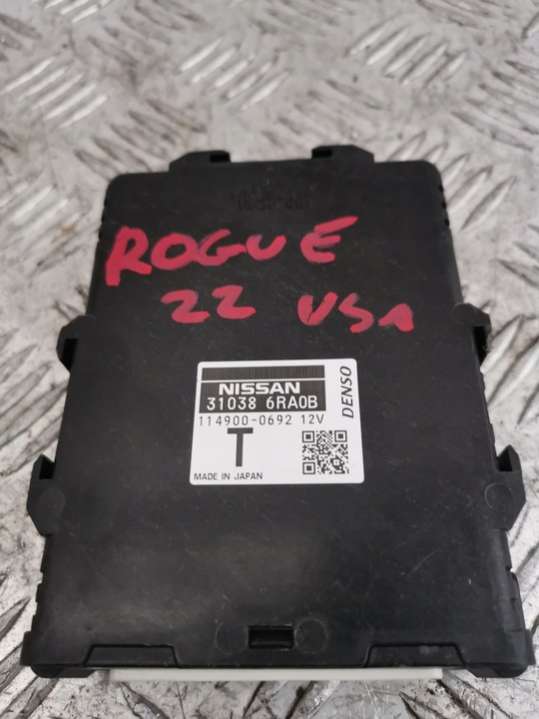 ROGUE
22 USA
NISSAN
31038 6RA0B
114900-0692 12V
DENSO
T
MADE IN JAPAN